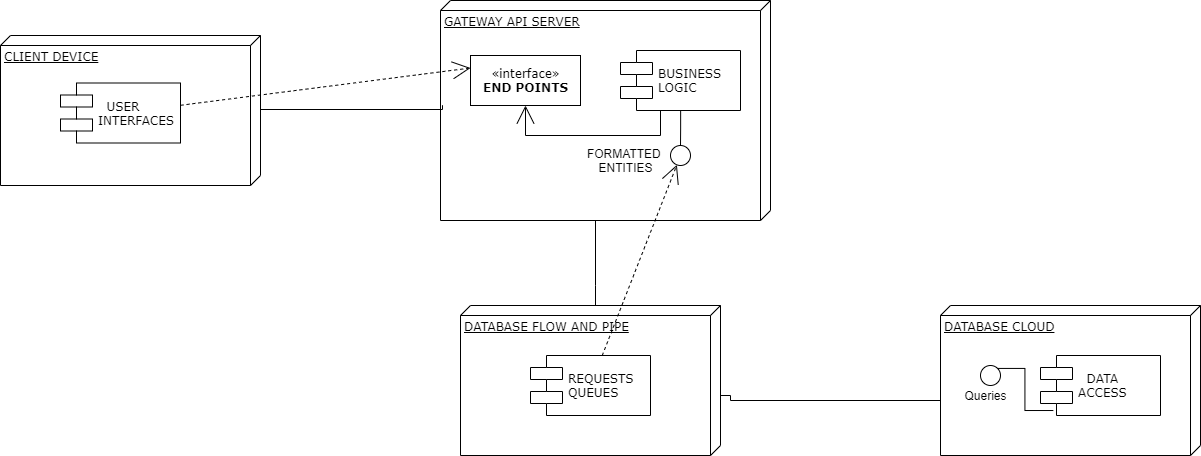 GATEWAY API SERVER
CLIENT DEVICE
«interface»
END POINTS
BUSINESS
LOGIC
USER
INTERFACES
FORMATTED
ENTITIES
DATABASE FLOW AND PIPE
DATABASE CLOUD
REQUESTS
QUEUES
DATA
ACCESS
Queries